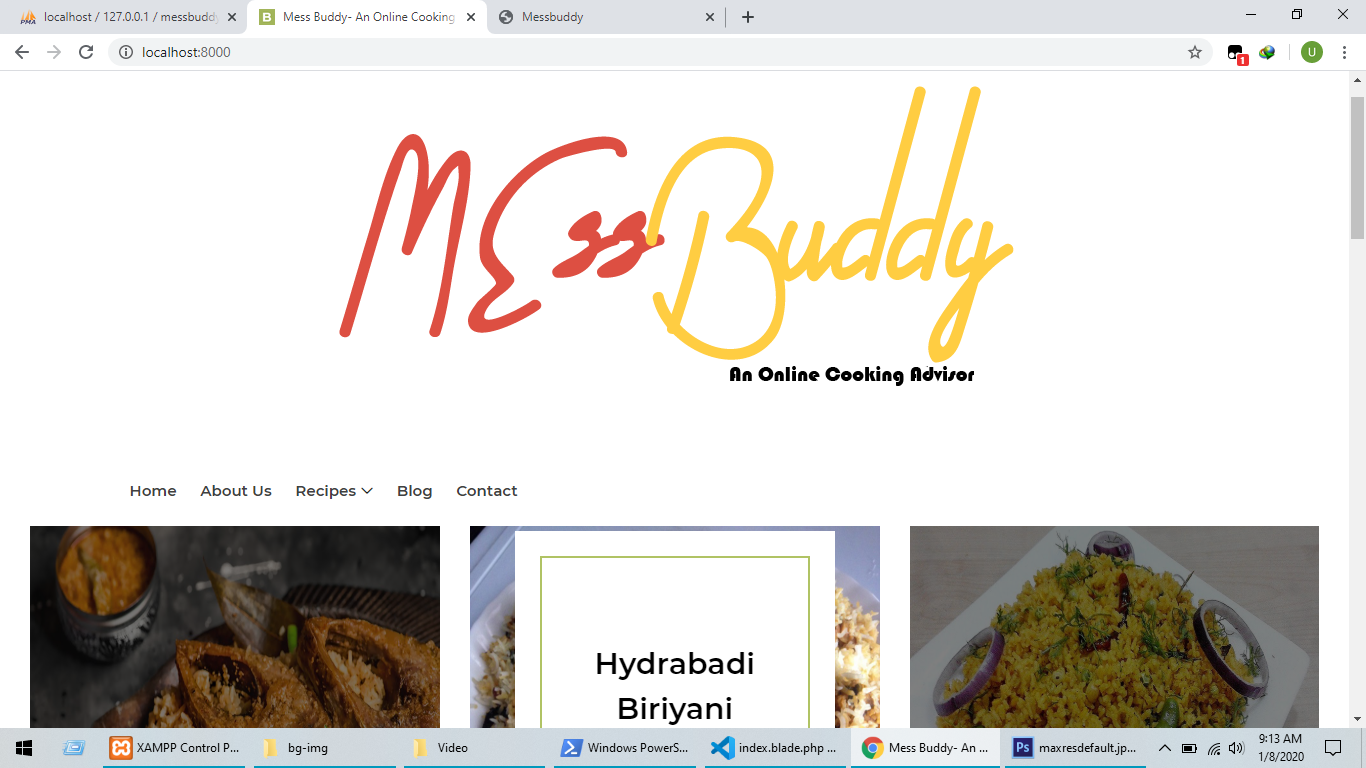 localhost / 127.0.0.1 / messbuddy
Mess Buddy- An Online Cooking
Messbuddy
localhost:8000
1
U
MEssBuddy
An Online Cooking Advisor
Home About Us Recipes Blog Contact
Hydrabadi
Biriyani
XAMPP Control P...
bg-img
Video
Windows PowerS...
index.blade.php ...
Mess Buddy- An ...
Ps
maxresdefault.jp...
9:13 AM
1/8/2020